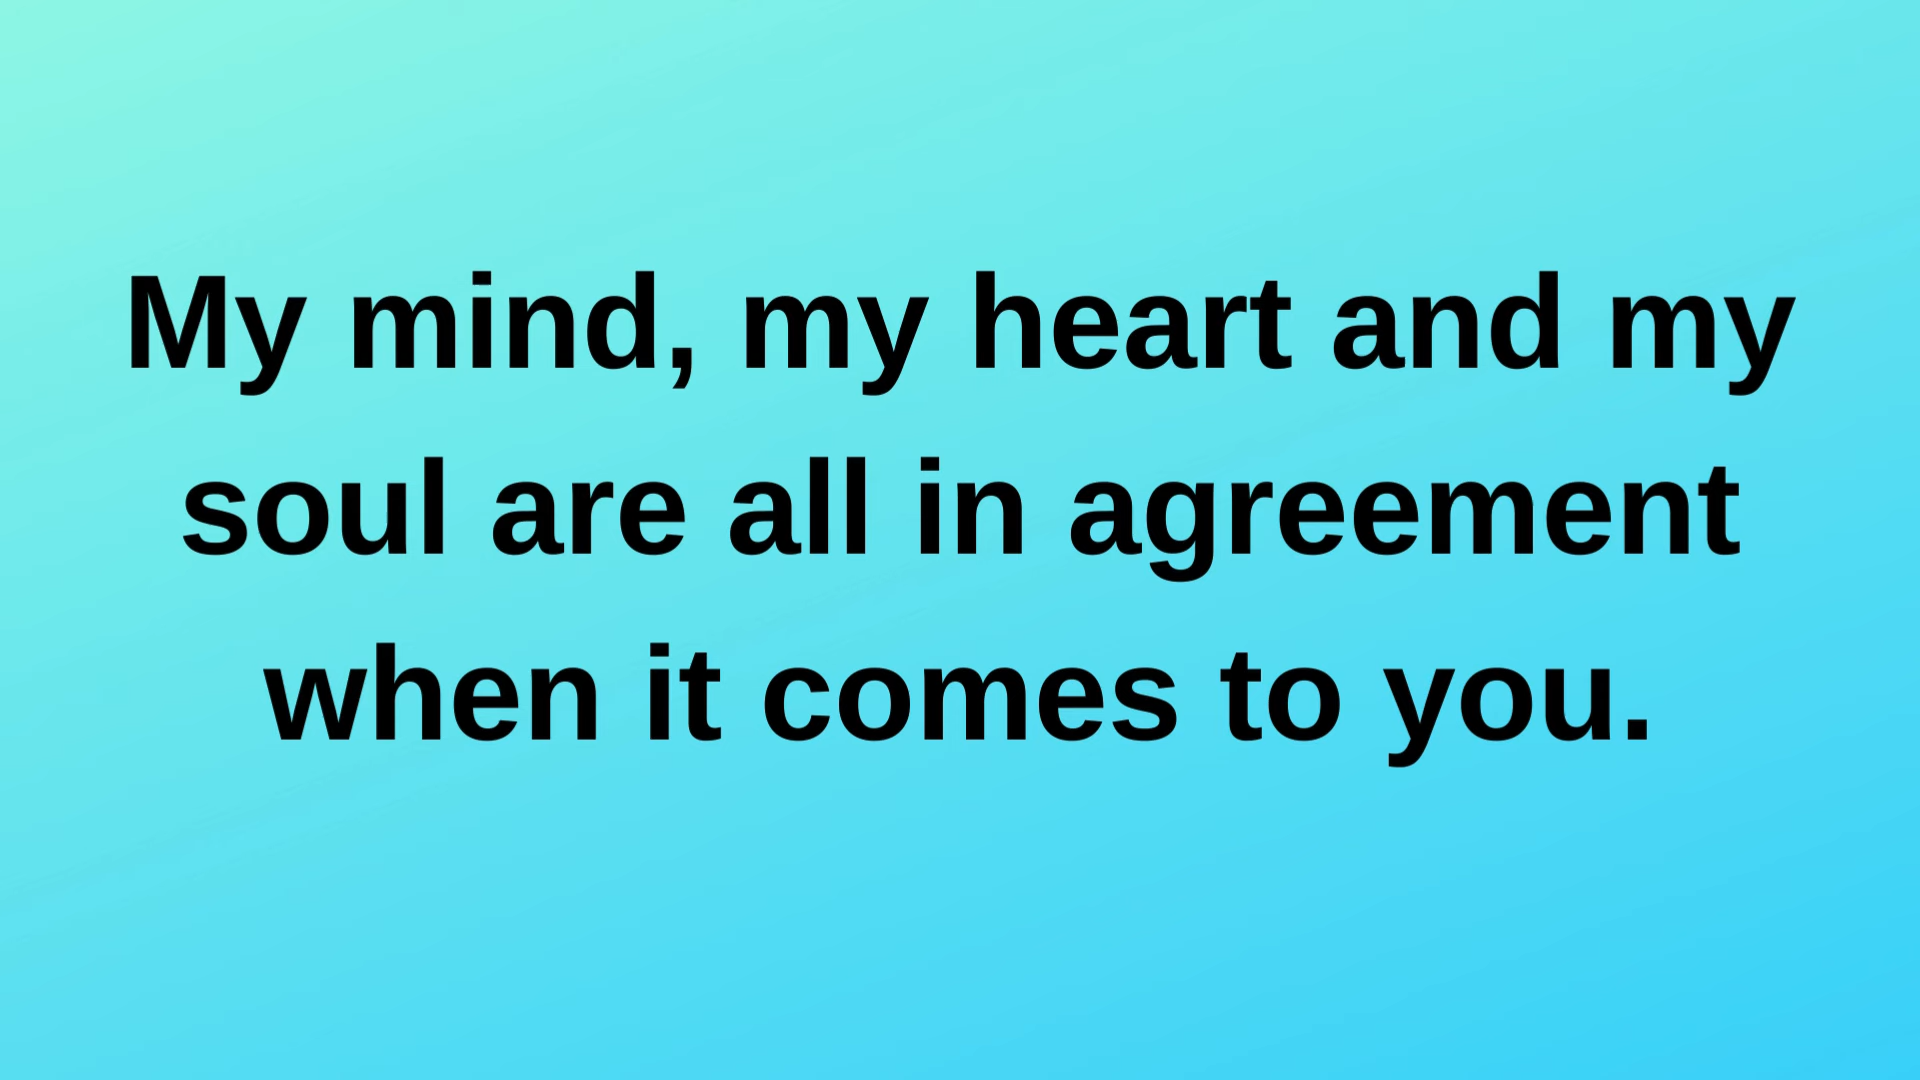 My mind, my heart and my
soul are all in agreement
when it comes to you.